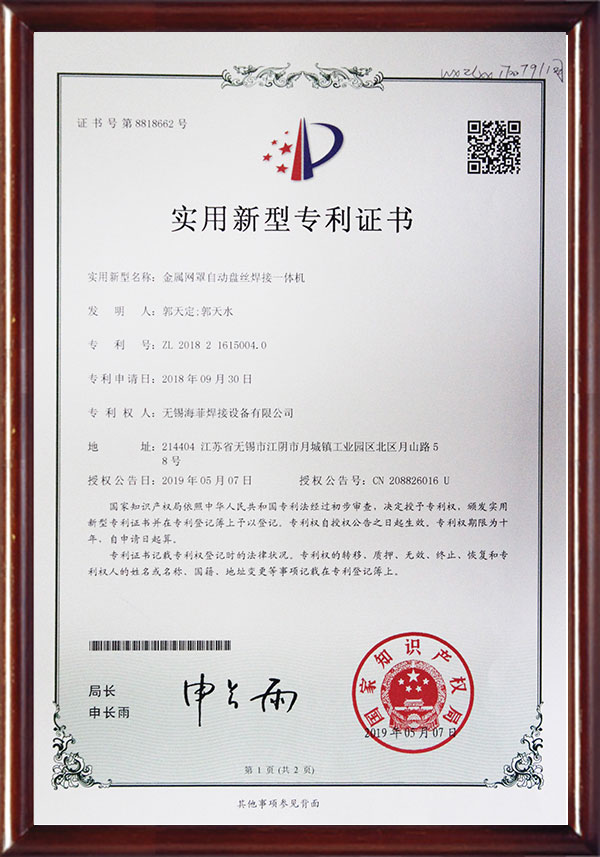 证书号第8818662号
实用新型专利证书
实用新型名称：金属网罩自动盘丝焊接一体机
发明人：郭天定;郭天水
专利号：ZL 2018 2 1615004.0
专利申请日：2018年09月30日
专利权人：无锡海菲焊接设备有限公司
地址：214404 江苏省无锡市江阴市月城镇工业园区北区月山路5
8号
授权公告日：2019年05月07日 授权公告号：CN 208826016 U
国家知识产权局依照中华人民共和国专利法经过初步审查，决定授予专利权，颁发实用
新型专利证书并在专利登记簿上予以登记。专利权自授权公告之日起生效。专利权期限为十
年，自申请日起算。
专利证书记载专利权登记时的法律状况。专利权的转移、质押、无效、终止、恢复和专
利权人的姓名或名称、国籍、地址变更等事项记载在专利登记簿上。
局长
申长雨
申长雨
国家知识产权局
2019年05月07日
第1页(共2页)
其他事项参见背面